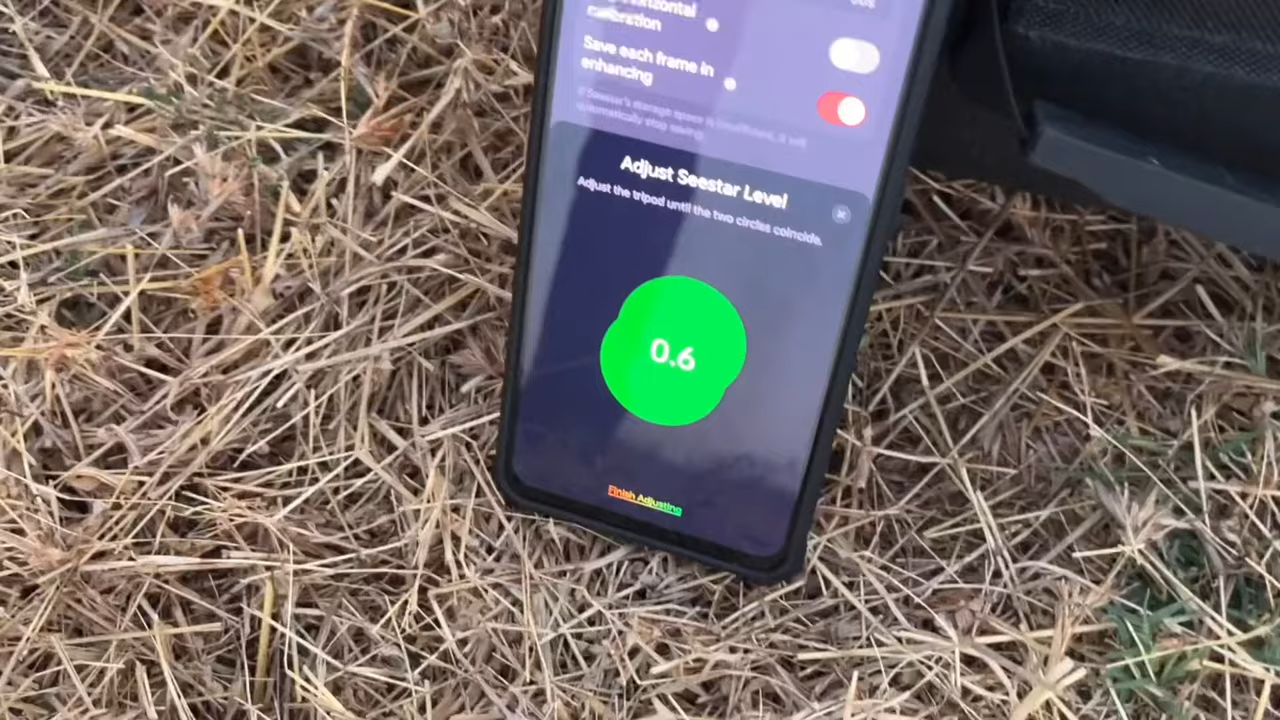 calibration
Save each frame in
enhancing
If Seestar's storage space is insufficient, it will
automatically stop saving.
Adjust Seestar Level
Adjust the tripod until the two circles coincide.
0.6
Finish Adjusting